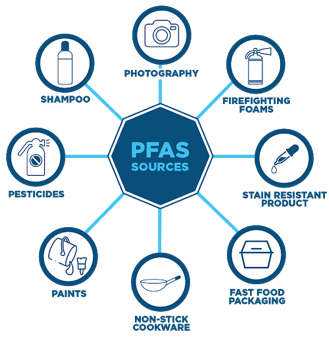 PHOTOGRAPHY
SHAMPOO
FIREFIGHTING
FOAMS
PFAS
SOURCES
PESTICIDES
STAIN RESISTANT
PRODUCT
PAINTS
FAST FOOD
PACKAGING
NON-STICK
COOKWARE